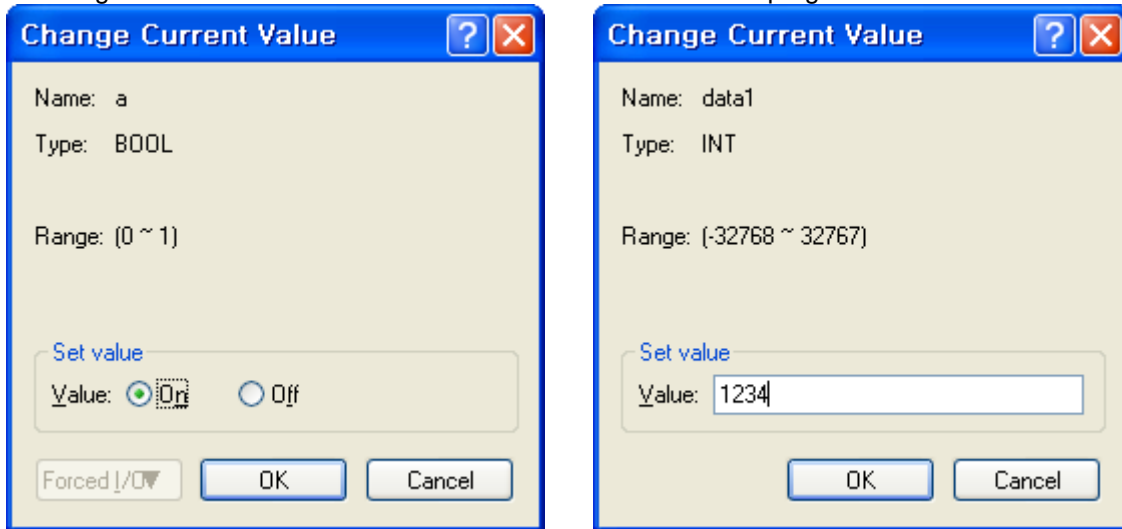 Change Current Value
Name: a
Type: BOOL
Range: (0 ~ 1)
Set value
Value: On Off
Forced I/O
OK
Cancel
Change Current Value
Name: data1
Type: INT
Range: (-32768 ~ 32767)
Set value
Value: 1234
OK
Cancel